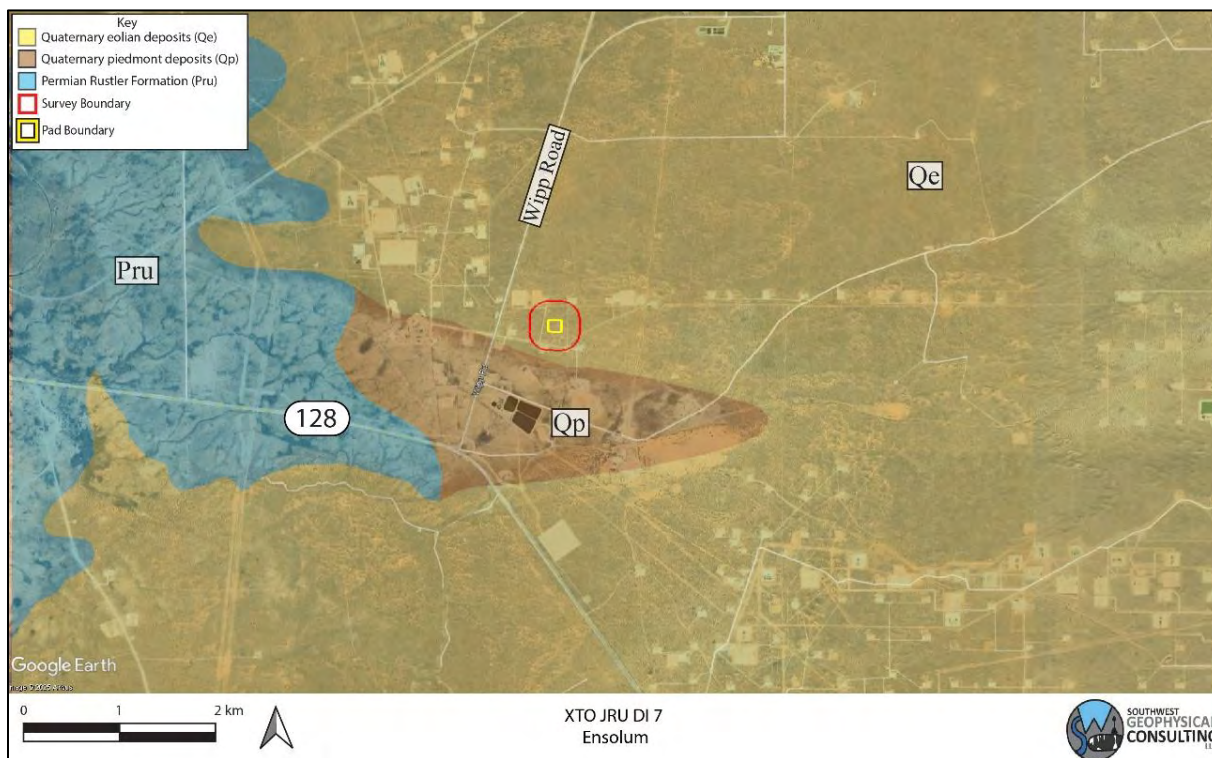 Key
Quaternary eolian deposits (Qe)
Quaternary piedmont deposits (Qp)
Permian Rustler Formation (Pru)
Survey Boundary
Pad Boundary
Wipp Road
Qe
Pru
128
Qp
Google Earth
0 1 2 km
XTO JRU DI 7
Ensolum
SOUTHWEST
GEOPHYSICAL
CONSULTING